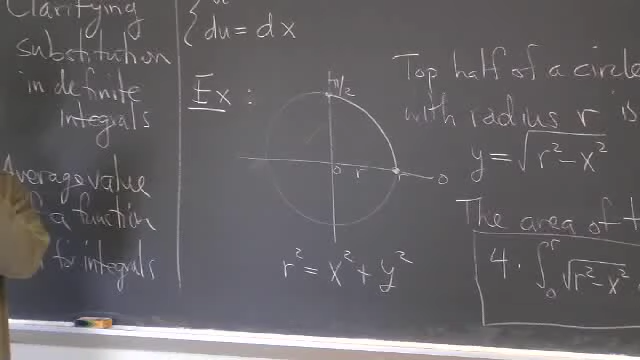 Clarifying
substitution
in definite
integrals
Average value
a function
for integrals
du = dx
Ex:
π/2
0
r
0
r² = x² + y²
Top half of a circle
with radius r is
y = √(r² - x²)
The area of
4 · ∫₀ʳ √(r² - x²)